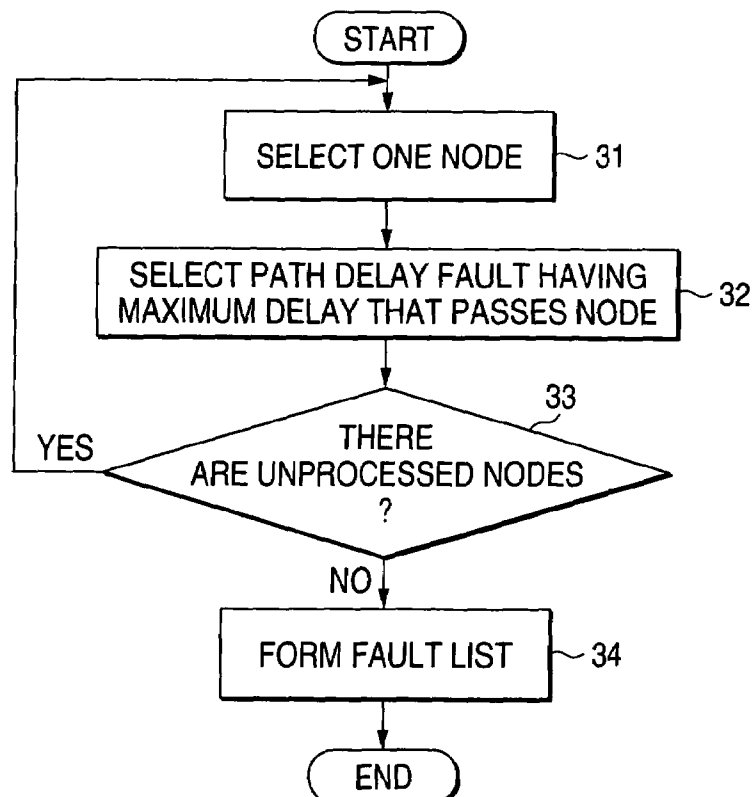 START
SELECT ONE NODE
31
SELECT PATH DELAY FAULT HAVING
MAXIMUM DELAY THAT PASSES NODE
32
33
THERE
ARE UNPROCESSED NODES
?
YES
NO
FORM FAULT LIST
34
END